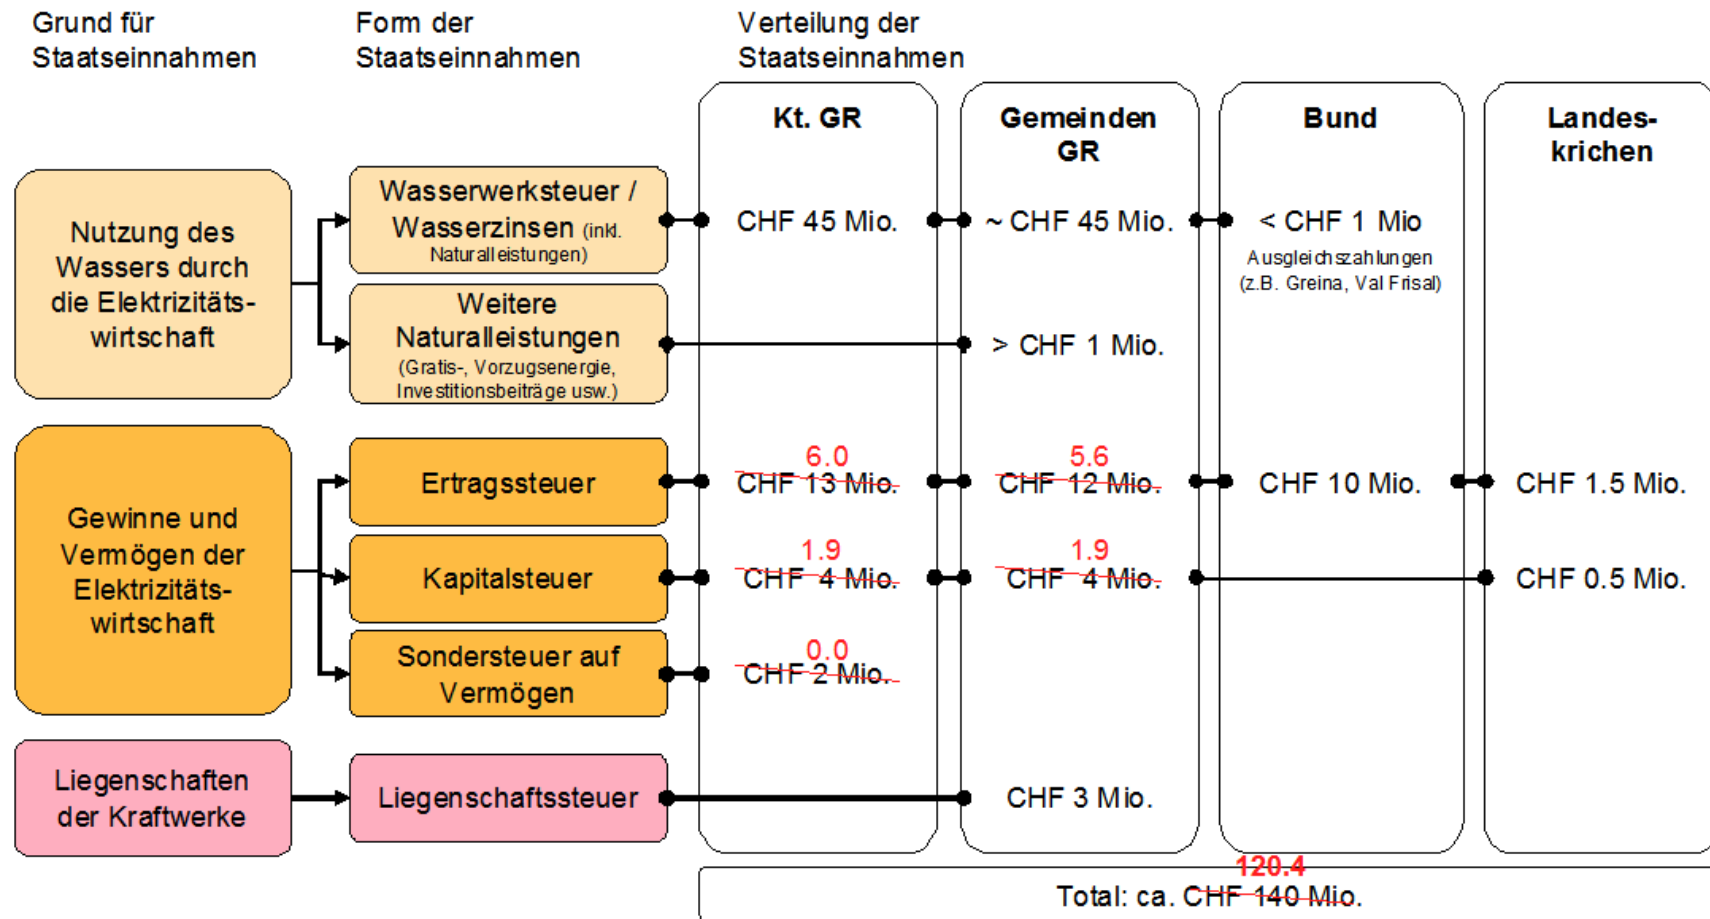 Grund für
Staatseinnahmen
Form der
Staatseinnahmen
Verteilung der
Staatseinnahmen
Kt. GR
Gemeinden
GR
Bund
Landes-
krichen
Nutzung des
Wassers durch
die Elektrizitäts-
wirtschaft
Wasserwerksteuer /
Wasserzinsen (inkl.
Naturalleistungen)
CHF 45 Mio.
~ CHF 45 Mio.
< CHF 1 Mio
Ausgleichszahlungen
(z.B. Greina, Val Frisal)
Weitere
Naturalleistungen
(Gratis-, Vorzugsenergie,
Investitionsbeiträge usw.)
> CHF 1 Mio.
Gewinne und
Vermögen der
Elektrizitäts-
wirtschaft
Ertragssteuer
6.0
CHF 13 Mio.
5.6
CHF 12 Mio.
CHF 10 Mio.
CHF 1.5 Mio.
Kapitalsteuer
1.9
CHF 4 Mio.
1.9
CHF 4 Mio.
CHF 0.5 Mio.
Sondersteuer auf
Vermögen
0.0
CHF 2 Mio.
Liegenschaften
der Kraftwerke
Liegenschaftssteuer
CHF 3 Mio.
120.4
Total: ca. CHF 140 Mio.